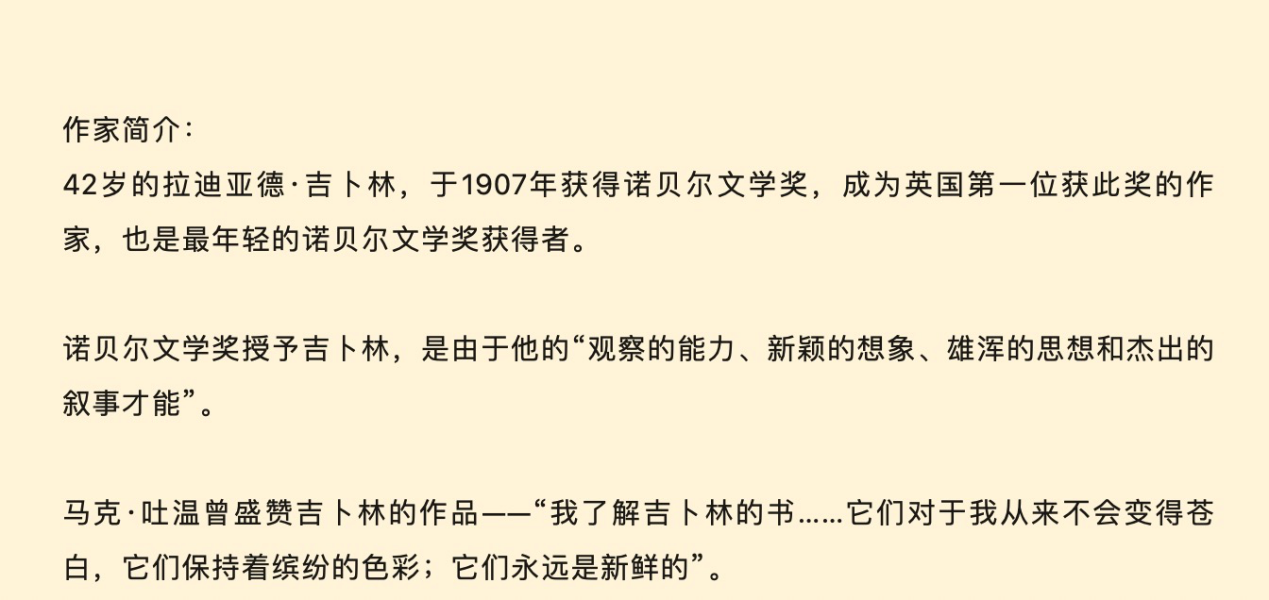 作家简介：
42岁的拉迪亚德·吉卜林，于1907年获得诺贝尔文学奖，成为英国第一位获此奖的作
家，也是最年轻的诺贝尔文学奖获得者。
诺贝尔文学奖授予吉卜林，是由于他的“观察的能力、新颖的想象、雄浑的思想和杰出的
叙事才能”。
马克·吐温曾盛赞吉卜林的作品——“我了解吉卜林的书……它们对于我从来不会变得苍
白，它们保持着缤纷的色彩；它们永远是新鲜的”。